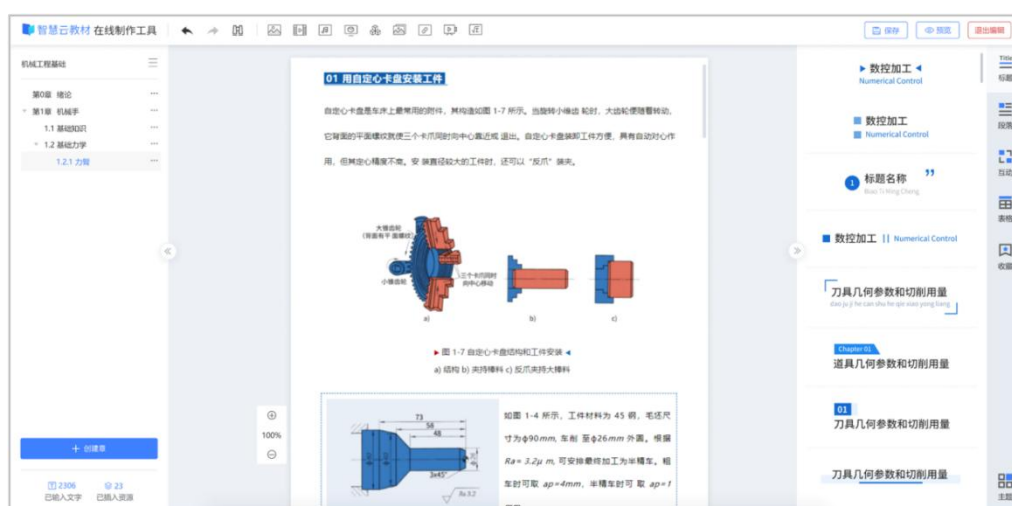 智慧云教材 在线制作工具
保存
预览
退出编辑
机械工程基础
第0章 绪论
第1章 机械手
1.1 基础知识
1.2 基础力学
1.2.1 力臂
+ 创建章
2306
已输入文字
23
已插入资源
01 用自定心卡盘安装工件
自定心卡盘是车床上最常用的附件，其构造如图 1-7 所示。当旋转小锥齿 轮时，大齿轮便随着转动，
它背面的平面螺纹就使三个卡爪同时向中心靠近或 退出。自定心卡盘装卸工件方便，具有自动对心作
用，但其定心精度不高。安 装直径较大的工件时，还可以“反爪”装夹。
大锥齿轮
(背面有平 面螺纹)
小锥齿轮
三个卡爪同时
向中心移动
a)
b)
c)
图 1-7 自定心卡盘结构和工件安装
a) 结构 b) 夹持棒料 c) 反爪夹持大棒料
100%
73
58
48
3x45°
Ra3.2
如图 1-4 所示，工件材料为 45 钢，毛坯尺
寸为φ90mm, 车削 至φ26mm 外圆。根据
Ra= 3.2μ m, 可安排最终加工为半精车。粗
车时可取 ap=4mm，半精车时可 取 ap=1
数控加工
Numerical Control
数控加工
Numerical Control
1 标题名称
Biao Ti Ming Cheng
数控加工 || Numerical Control
刀具几何参数和切削用量
dao ju ji he can shu he qie xiao yong liang
Chapter 01
道具几何参数和切削用量
01
刀具几何参数和切削用量
刀具几何参数和切削用量
Title
标题
段落
互动
表格
收藏
主题